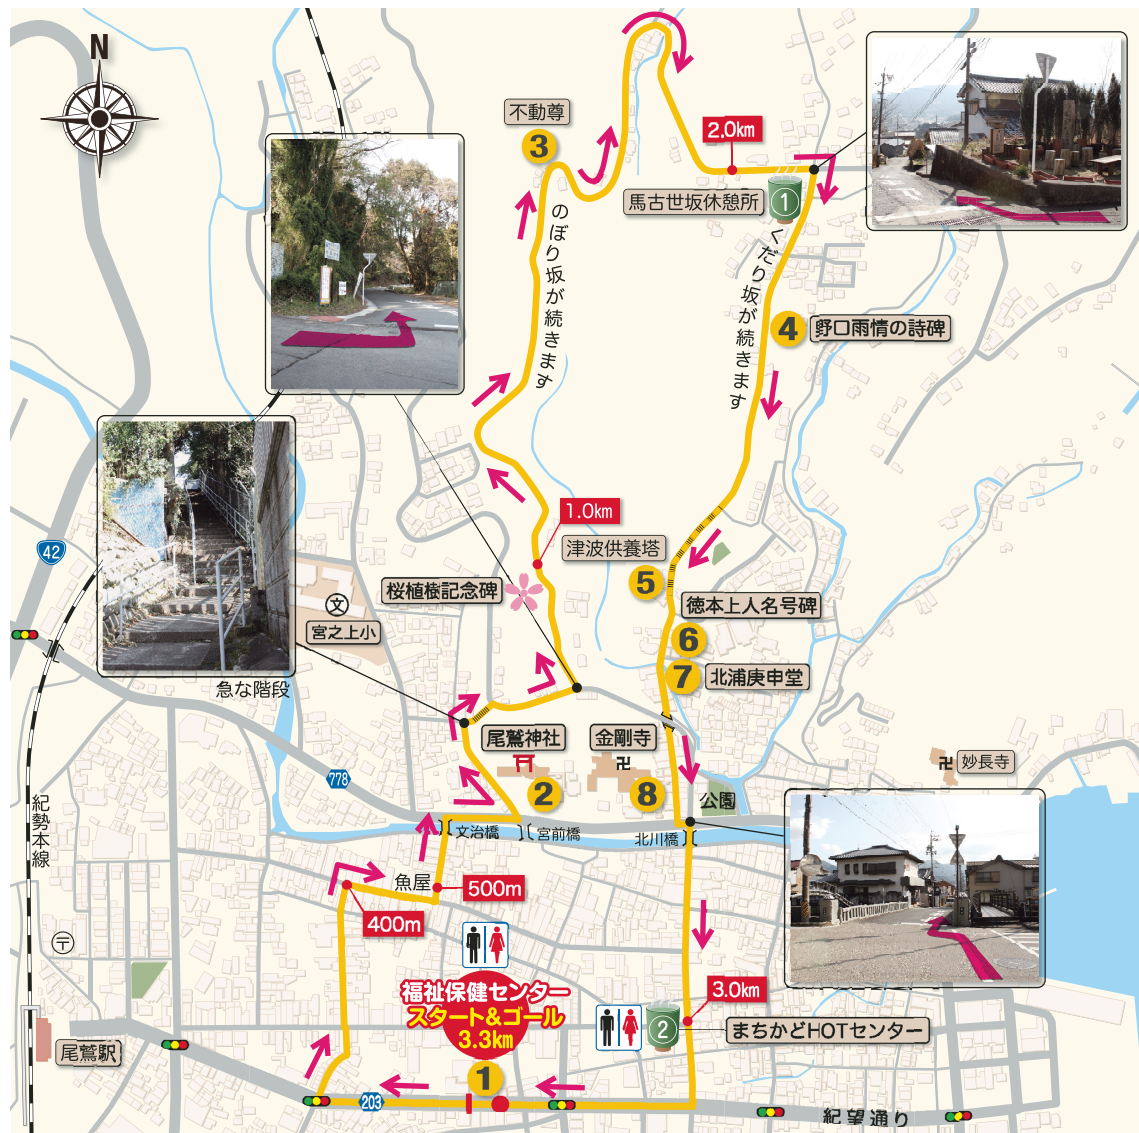 N
不動尊
3
2.0km
馬古世坂休憩所
1
のぼり坂が続きます
くだり坂が続きます
4
野口雨情の詩碑
1.0km
津波供養塔
5
42
桜植樹記念碑
文
宮之上小
徳本上人名号碑
6
7
北浦庚申堂
急な階段
尾鷲神社
2
金剛寺
卍
8
卍
妙長寺
778
公園
紀勢本線
文治橋
宮前橋
北川橋
魚屋
500m
400m
〒
福祉保健センター
スタート&ゴール
3.3km
1
3.0km
2
まちかどHOTセンター
尾鷲駅
203
紀望通り